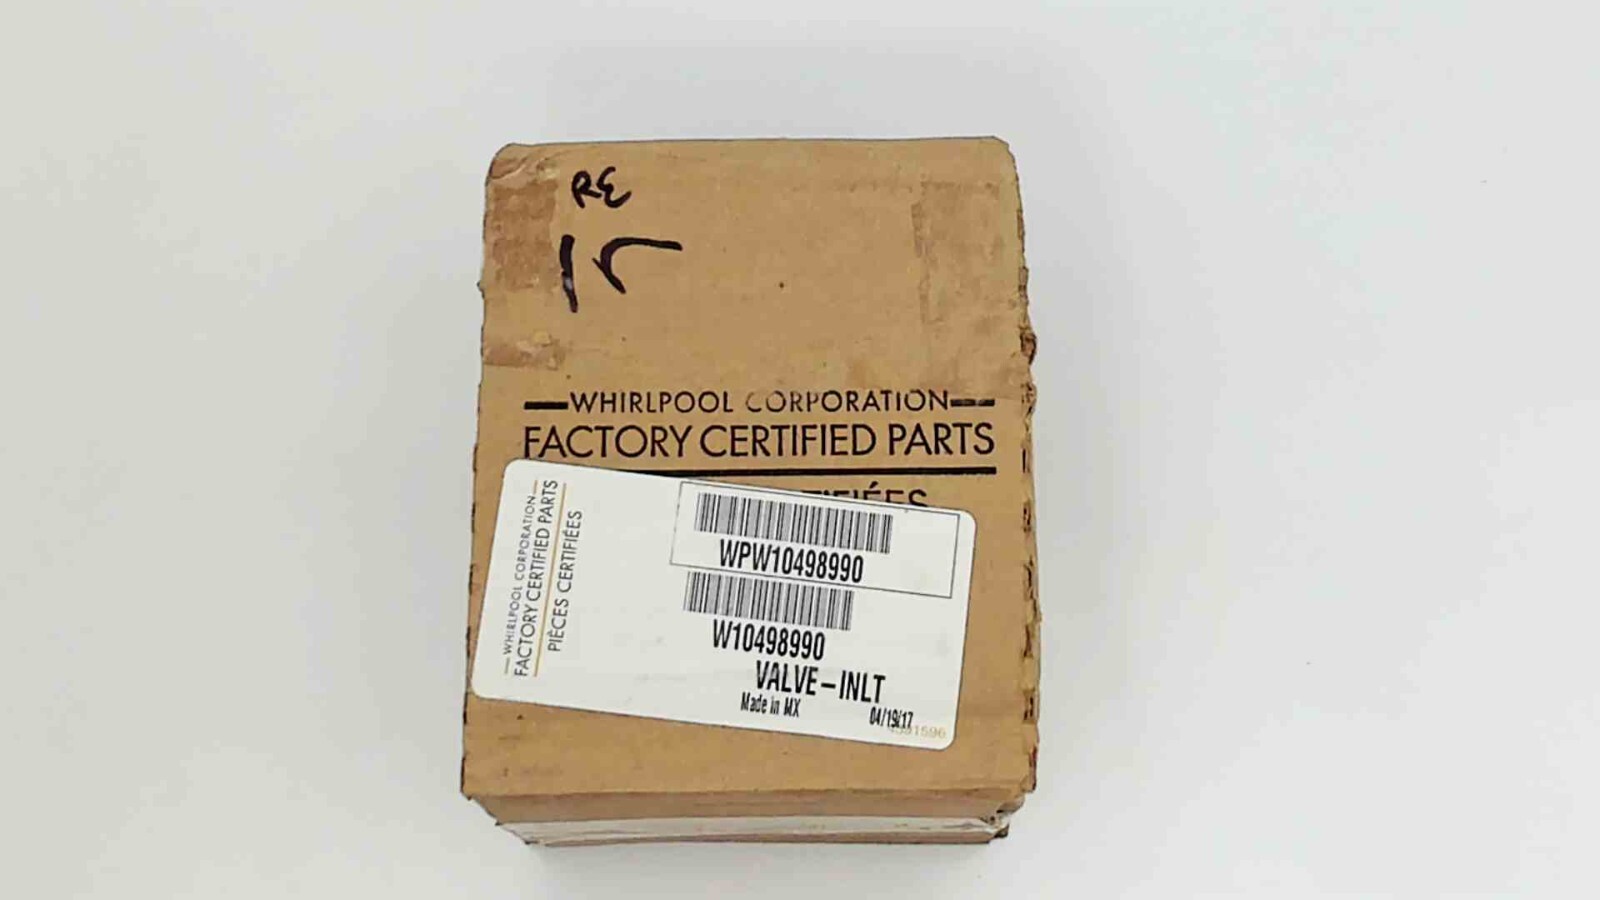 RE
WHIRLPOOL CORPORATION
FACTORY CERTIFIED PARTS
WHIRLPOOL CORPORATION
FACTORY CERTIFIED PARTS
PIÈCES CERTIFIÉES
WPW10498990
W10498990
VALVE-INLT
Made in MX 04/19/17